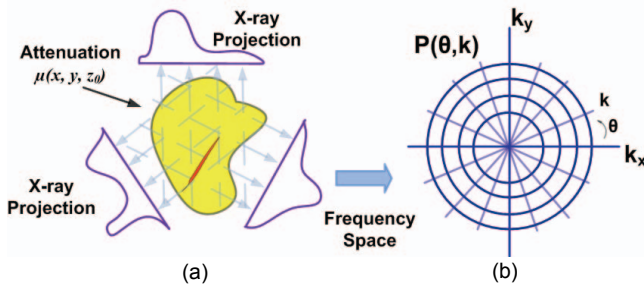 X-ray
Projection
Attenuation
μ(x, y, z₀)
X-ray
Projection
Frequency
Space
(a)
k_y
P(θ,k)
k
θ
k_x
(b)